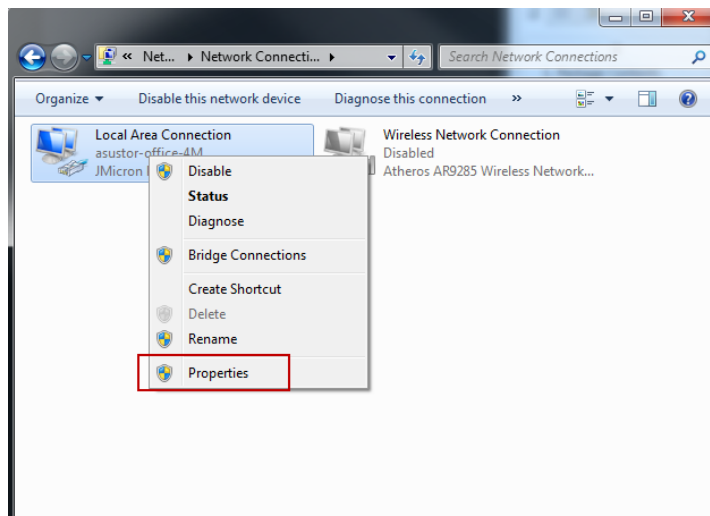 « Net... Network Connecti...
Search Network Connections
Organize Disable this network device Diagnose this connection »
Local Area Connection
asustor-office-4M
JMicron
Wireless Network Connection
Disabled
Atheros AR9285 Wireless Network...
Disable
Status
Diagnose
Bridge Connections
Create Shortcut
Delete
Rename
Properties